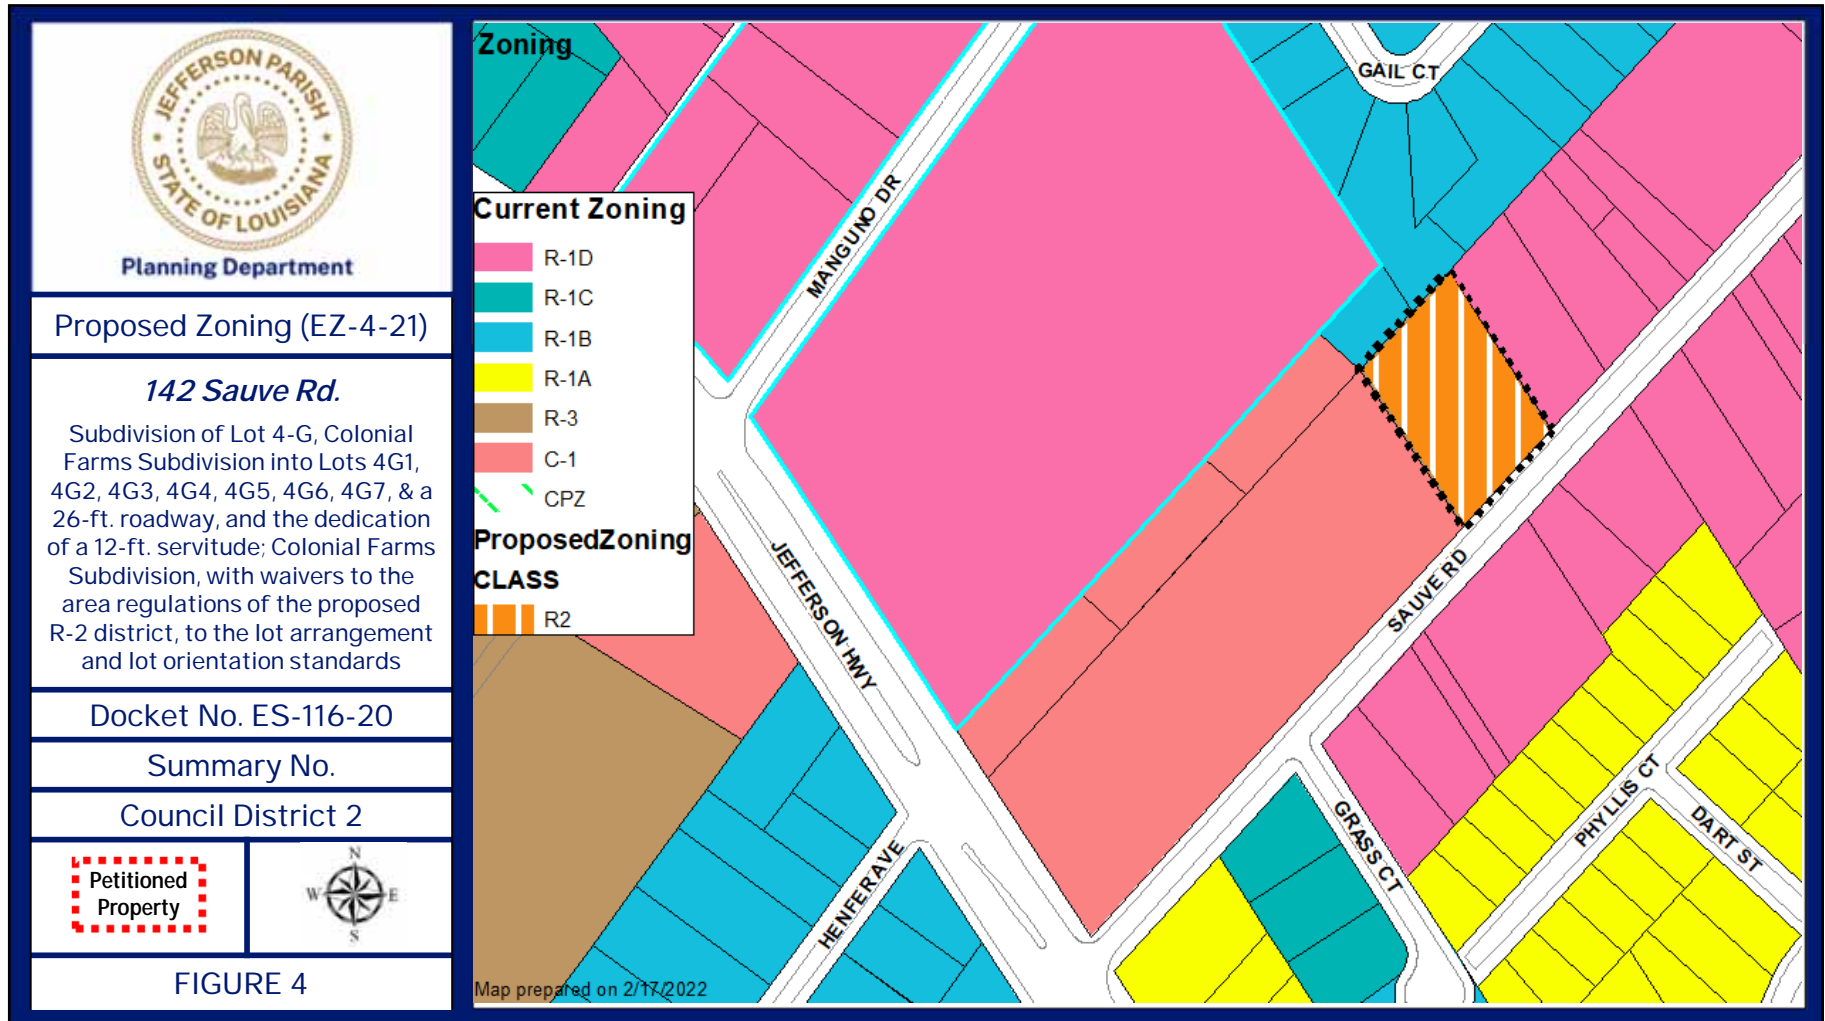 JEFFERSON PARISH
STATE OF LOUISIANA
Planning Department
Proposed Zoning (EZ-4-21)
142 Sauve Rd.
Subdivision of Lot 4-G, Colonial
Farms Subdivision into Lots 4G1,
4G2, 4G3, 4G4, 4G5, 4G6, 4G7, & a
26-ft. roadway, and the dedication
of a 12-ft. servitude; Colonial Farms
Subdivision, with waivers to the
area regulations of the proposed
R-2 district, to the lot arrangement
and lot orientation standards
Docket No. ES-116-20
Summary No.
Council District 2
Petitioned
Property
N
W E
S
FIGURE 4
Zoning
Current Zoning
R-1D
R-1C
R-1B
R-1A
R-3
C-1
CPZ
ProposedZoning
CLASS
R2
GAIL CT
MANGUNO DR
JEFFERSON HWY
SAUVE RD
HENFER AVE
GRASS CT
PHYLLIS CT
DART ST
Map prepared on 2/17/2022